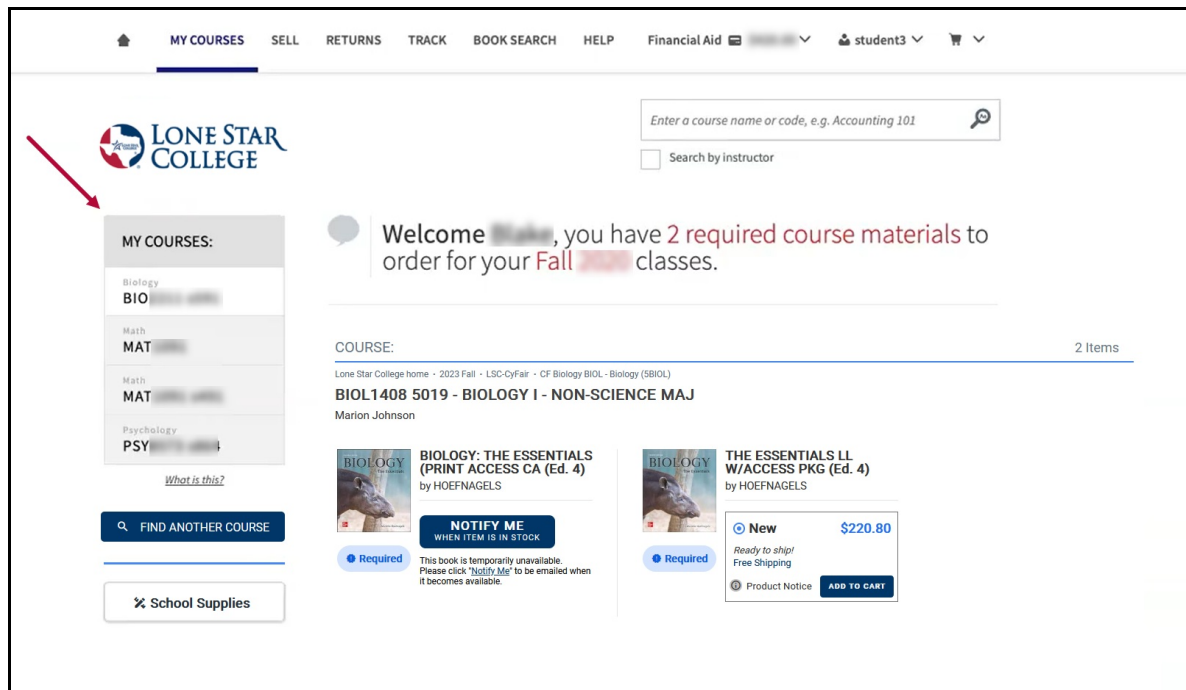 MY COURSES SELL RETURNS TRACK BOOK SEARCH HELP Financial Aid student3
LONE STAR
COLLEGE
Enter a course name or code, e.g. Accounting 101
Search by instructor
MY COURSES:
Biology
BIO
Math
MAT
Math
MAT
Psychology
PSY
What is this?
FIND ANOTHER COURSE
School Supplies
Welcome , you have 2 required course materials to
order for your Fall classes.
COURSE: 2 Items
Lone Star College home • 2023 Fall • LSC-CyFair • CF Biology BIOL - Biology (5BIOL)
BIOL1408 5019 - BIOLOGY I - NON-SCIENCE MAJ
Marion Johnson
BIOLOGY
BIOLOGY: THE ESSENTIALS
(PRINT ACCESS CA (Ed. 4)
by HOEFNAGELS
NOTIFY ME
WHEN ITEM IS IN STOCK
Required
This book is temporarily unavailable.
Please click "Notify Me" to be emailed when
it becomes available.
BIOLOGY
THE ESSENTIALS LL
W/ACCESS PKG (Ed. 4)
by HOEFNAGELS
New $220.80
Ready to ship!
Free Shipping
Required
Product Notice ADD TO CART